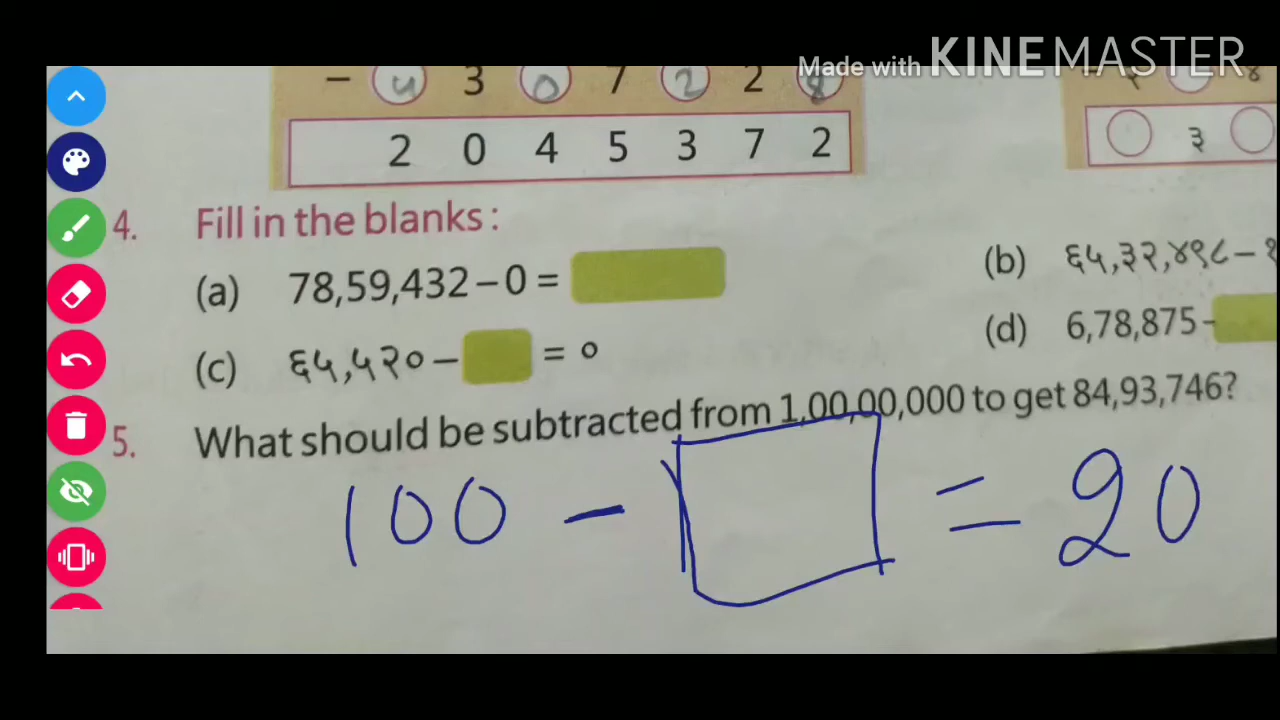 Made with KINEMASTER
- 4 3 0 7 2 2 8
2 0 4 5 3 7 2
३
4. Fill in the blanks :
(a) 78,59,432 – 0 =
(b) ६५,३२,४९८ –
(c) ६५,५२० – = ०
(d) 6,78,875 -
5. What should be subtracted from 1,00,00,000 to get 84,93,746?
100 - = 20